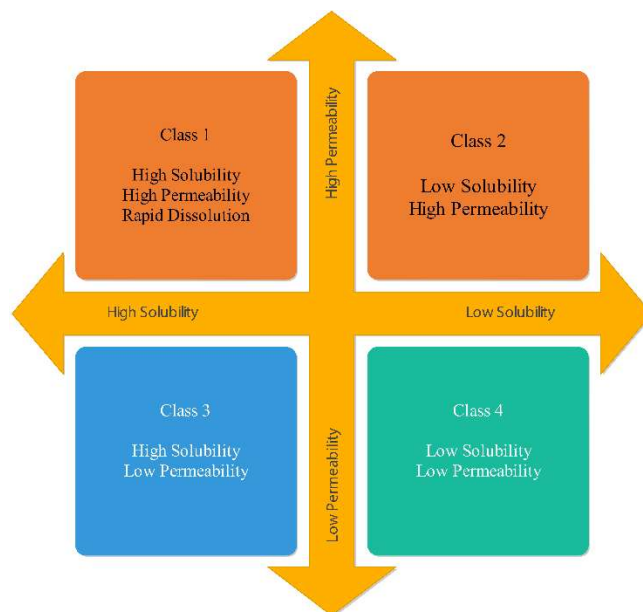 High Permeability
Class 1
High Solubility
High Permeability
Rapid Dissolution
Class 2
Low Solubility
High Permeability
High Solubility
Low Solubility
Class 3
High Solubility
Low Permeability
Low Permeability
Class 4
Low Solubility
Low Permeability